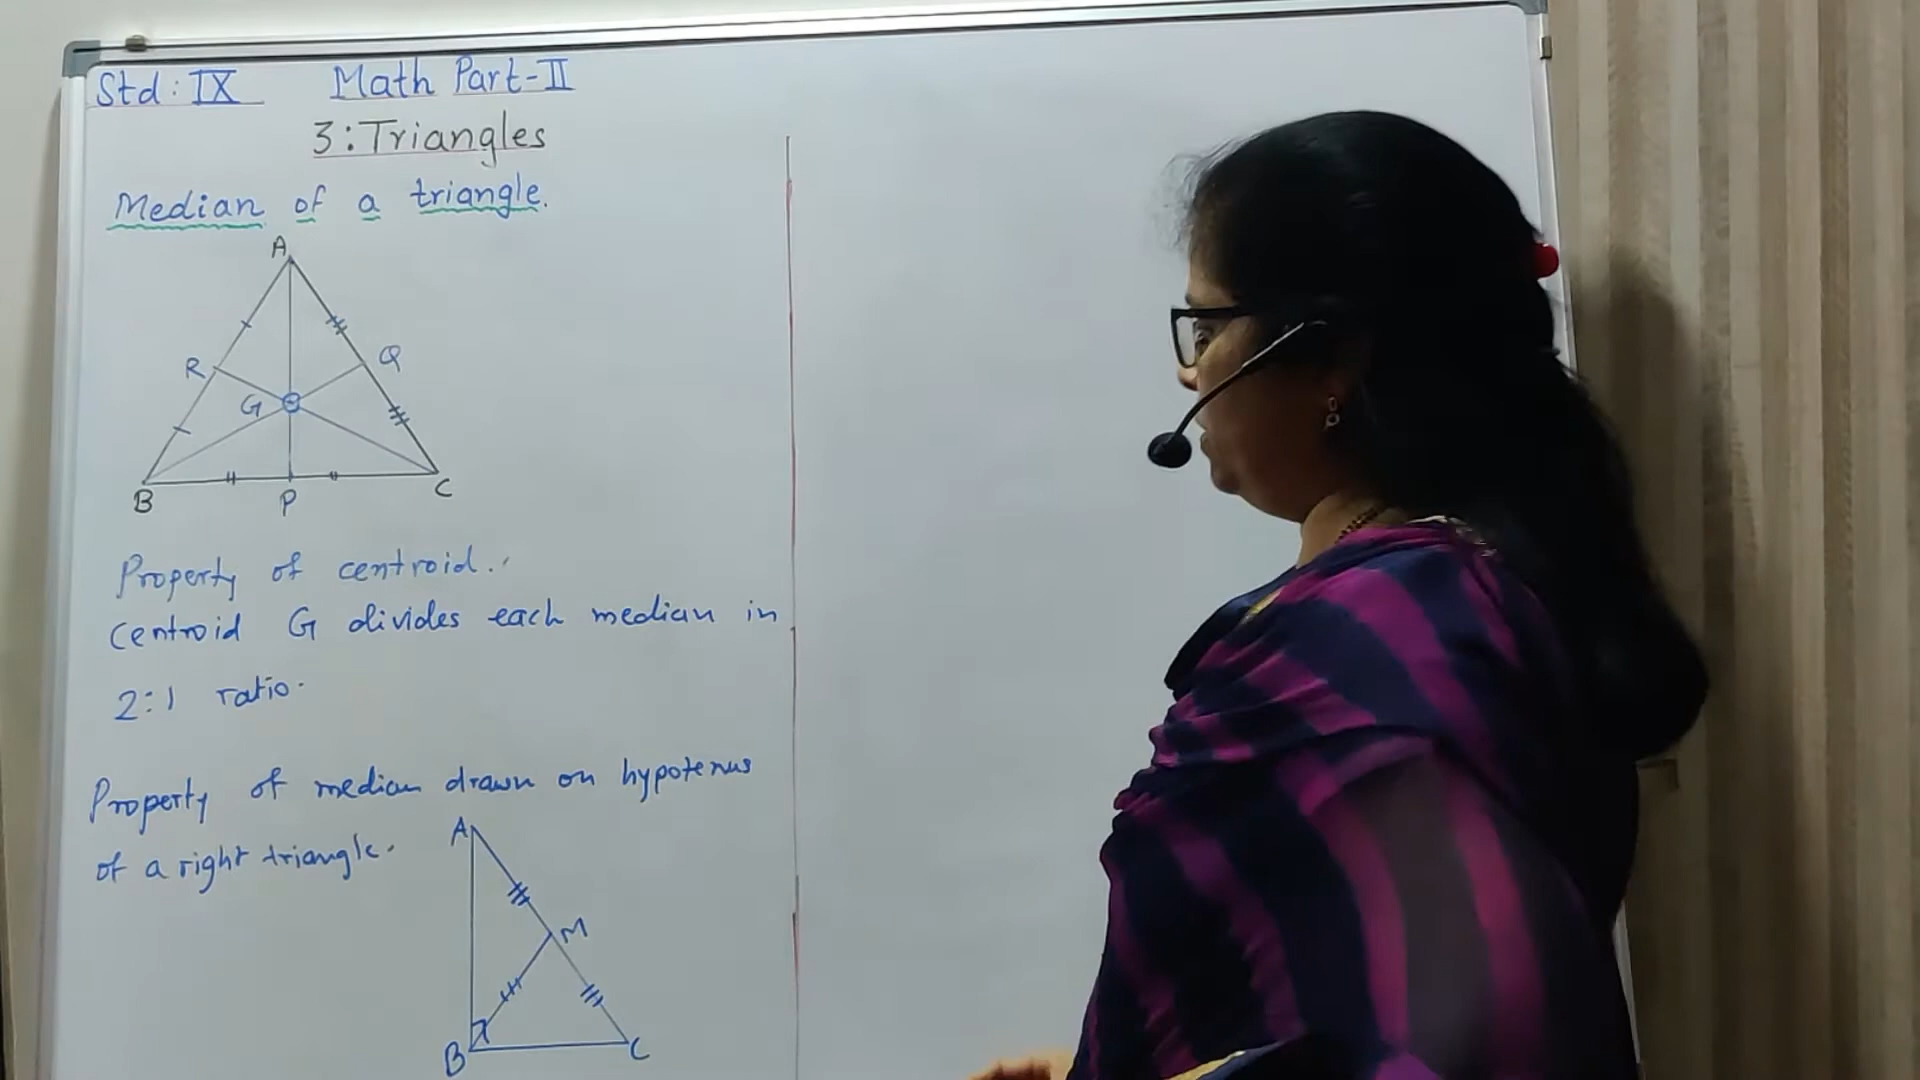 Std: IX Math Part-II
3: Triangles
Median of a triangle.
A
R Q
G
B P C
Property of centroid.
Centroid G divides each median in
2:1 ratio.
Property of median drawn on hypotenus
of a right triangle.
A
M
B C